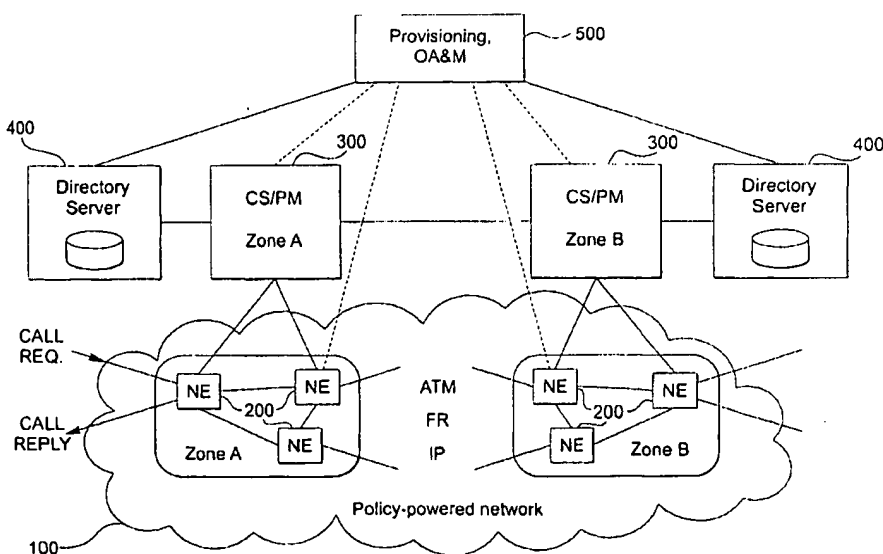 Provisioning,
OA&M
500
400
300
300
400
Directory
Server
CS/PM
Zone A
CS/PM
Zone B
Directory
Server
CALL
REQ.
CALL
REPLY
NE
NE
200
NE
Zone A
ATM
FR
IP
NE
NE
200
NE
Zone B
Policy-powered network
100